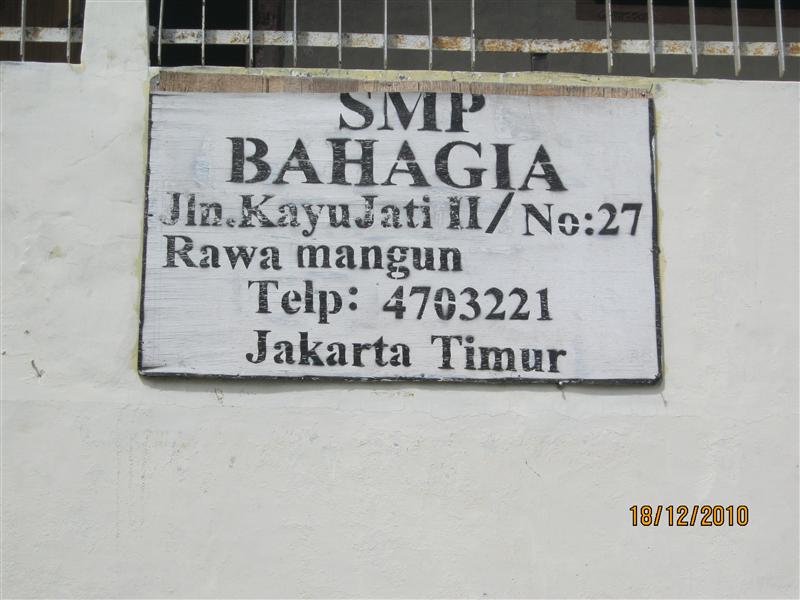 SMP
BAHAGIA
Jln.KayuJati II/No:27
Rawa mangun
Telp: 4703221
Jakarta Timur
18/12/2010